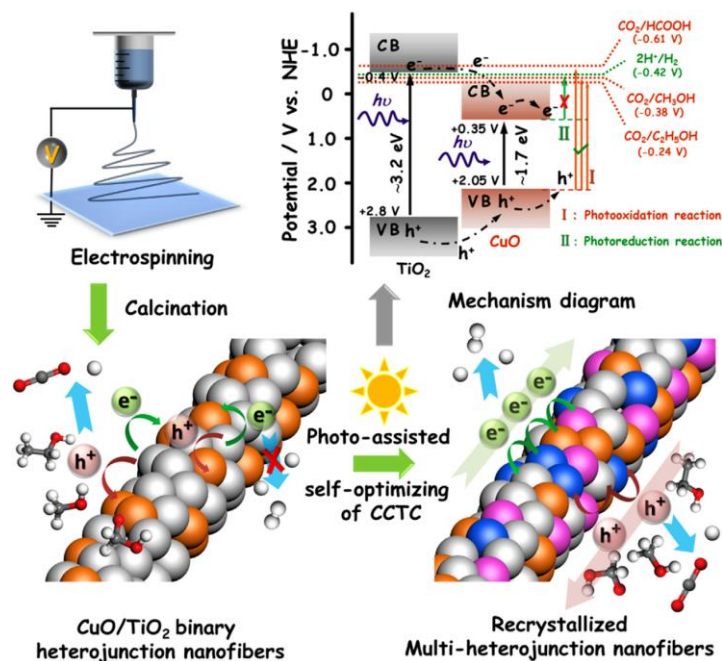 V
Electrospinning
Calcination
Potential / V vs. NHE
-1.0
0
1.0
2.0
3.0
CB
e⁻
e⁻
-0.4 V
hν
~3.2 eV
+2.8 V
VB h⁺
TiO₂
CB
e⁻
e⁻
+0.35 V
hν
~1.7 eV
+2.05 V
VB h⁺
h⁺
h⁺
CuO
X
II
I
CO₂/HCOOH
(-0.61 V)
2H⁺/H₂
(-0.42 V)
CO₂/CH₃OH
(-0.38 V)
CO₂/C₂H₅OH
(-0.24 V)
I : Photooxidation reaction
II : Photoreduction reaction
Mechanism diagram
e⁻
h⁺
h⁺
e⁻
Photo-assisted
self-optimizing
of CCTC
e⁻
e⁻
e⁻
h⁺
h⁺
CuO/TiO₂ binary
heterojunction nanofibers
Recrystallized
Multi-heterojunction nanofibers